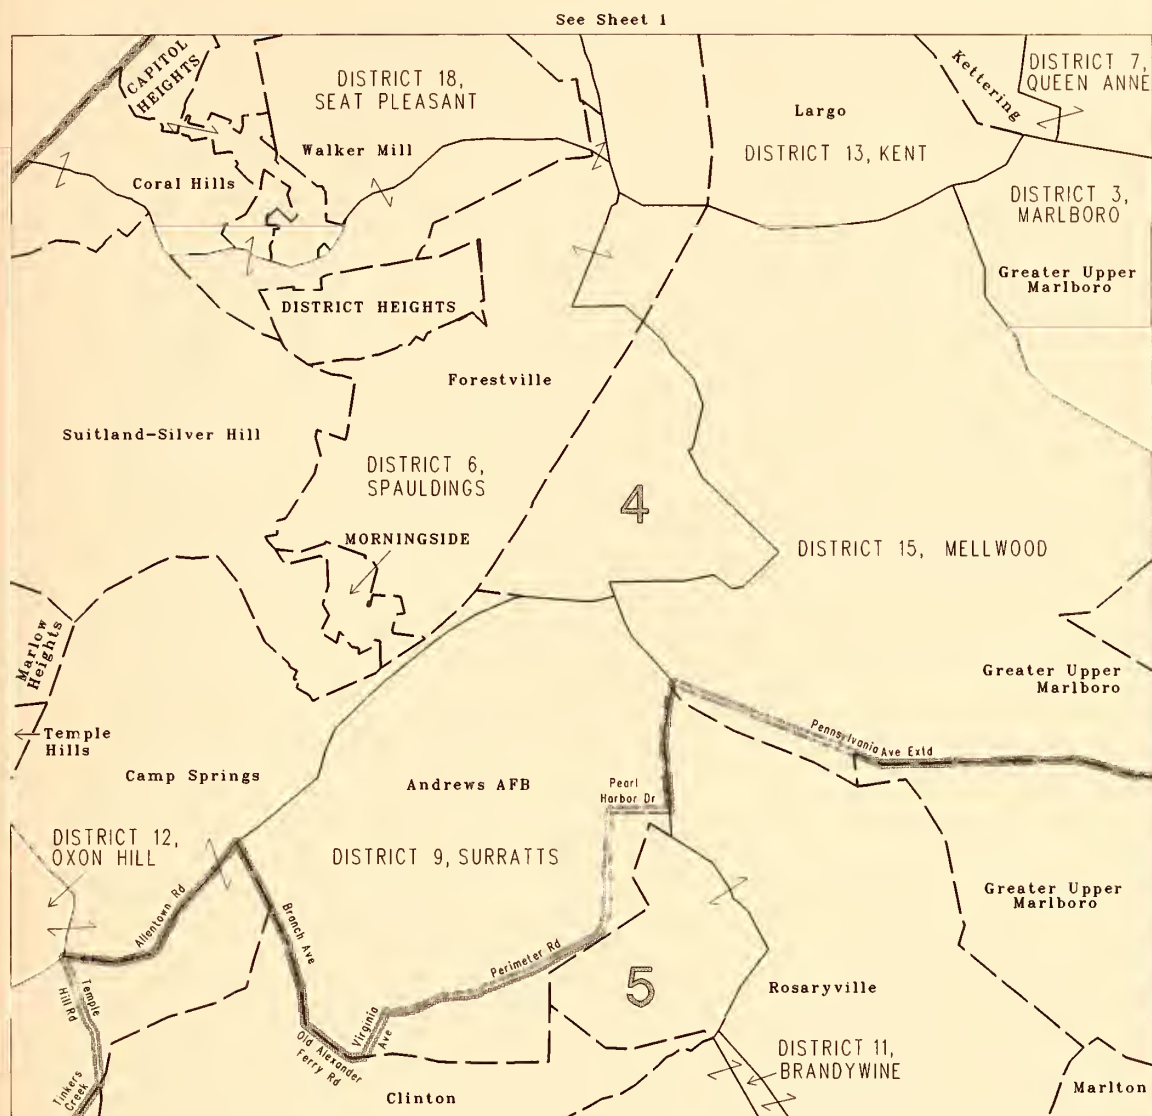 See Sheet 1
CAPITOL
HEIGHTS
DISTRICT 18,
SEAT PLEASANT
Kettering
DISTRICT 7,
QUEEN ANNE
Largo
Walker Mill
DISTRICT 13, KENT
Coral Hills
DISTRICT 3,
MARLBORO
Greater Upper
Marlboro
DISTRICT HEIGHTS
Forestville
Suitland-Silver Hill
DISTRICT 6,
SPAULDINGS
4
MORNINGSIDE
DISTRICT 15, MELLWOOD
Marlow
Heights
Greater Upper
Marlboro
Temple
Hills
Pennsylvania Ave Extd
Camp Springs
Andrews AFB
Pearl
Harbor Dr
DISTRICT 12,
OXON HILL
DISTRICT 9, SURRATTS
Greater Upper
Marlboro
Allentown Rd
Branch Ave
Perimeter Rd
5
Rosaryville
Temple
Hill Rd
Virginia
Ave
Old Alexander
Ferry Rd
DISTRICT 11,
BRANDYWINE
Tinkers
Creek
Clinton
Marlton